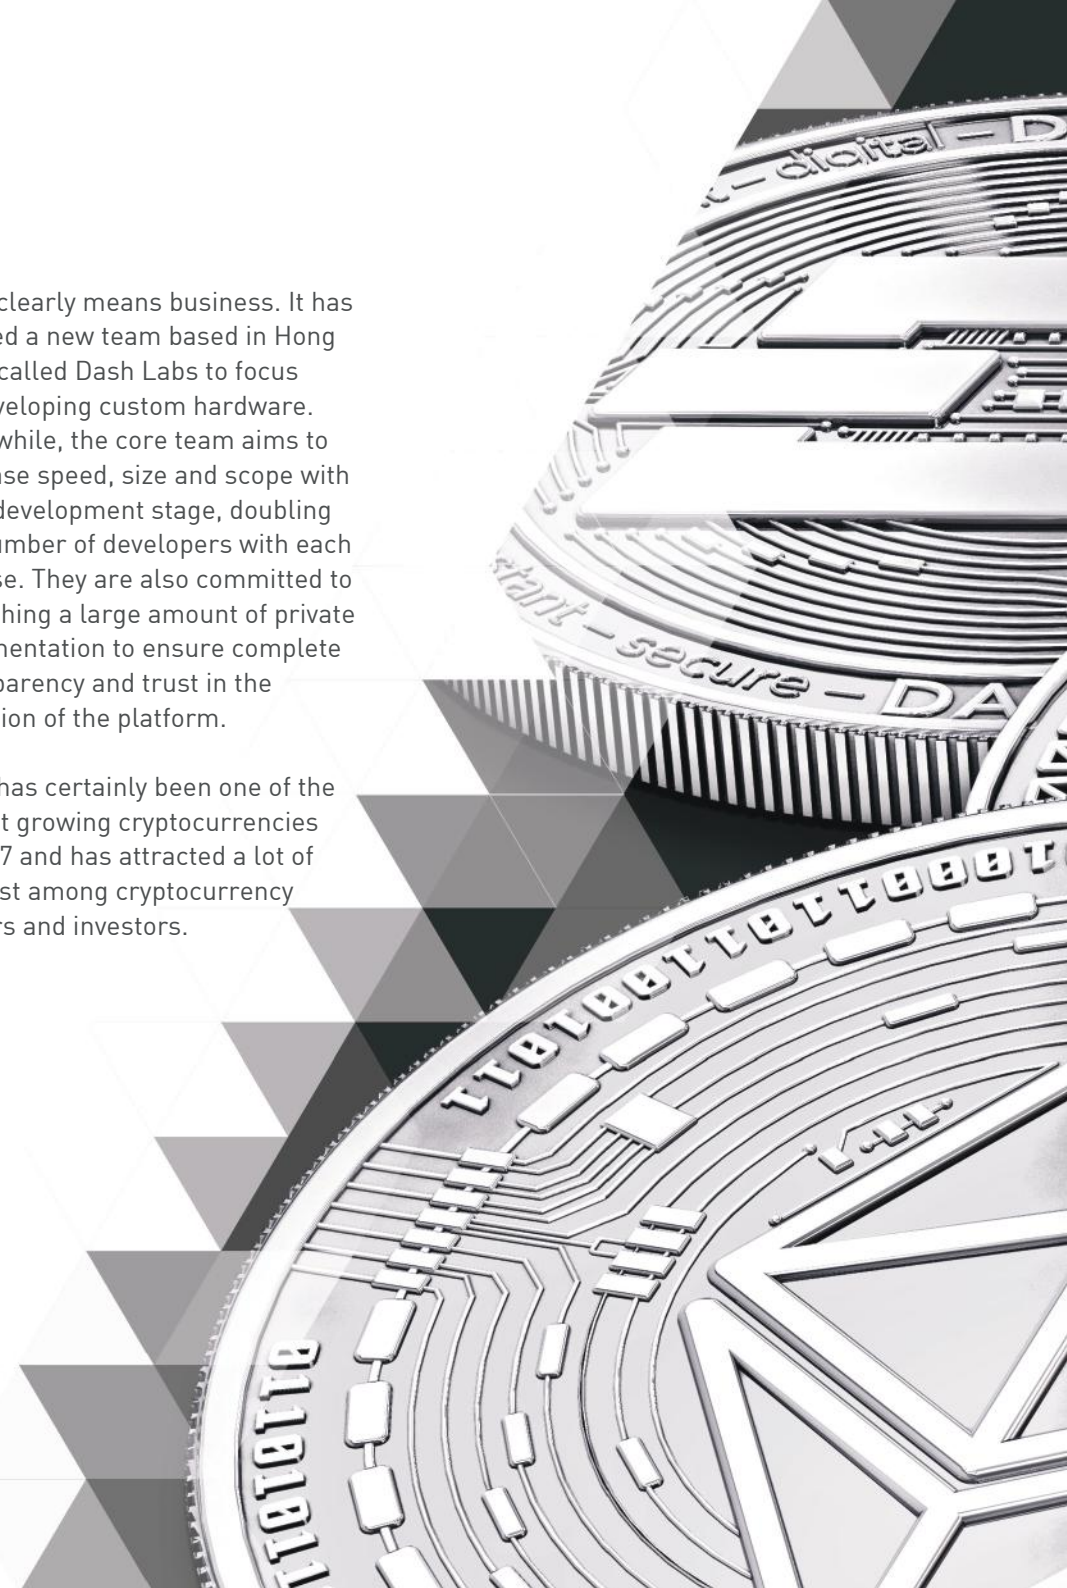 digital – D
clearly means business. It has
ed a new team based in Hong
called Dash Labs to focus
veloping custom hardware.
while, the core team aims to
ase speed, size and scope with
development stage, doubling
umber of developers with each
se. They are also committed to
hing a large amount of private
mentation to ensure complete
parency and trust in the
ion of the platform.
stant – secure – DA
has certainly been one of the
t growing cryptocurrencies
7 and has attracted a lot of
st among cryptocurrency
rs and investors.